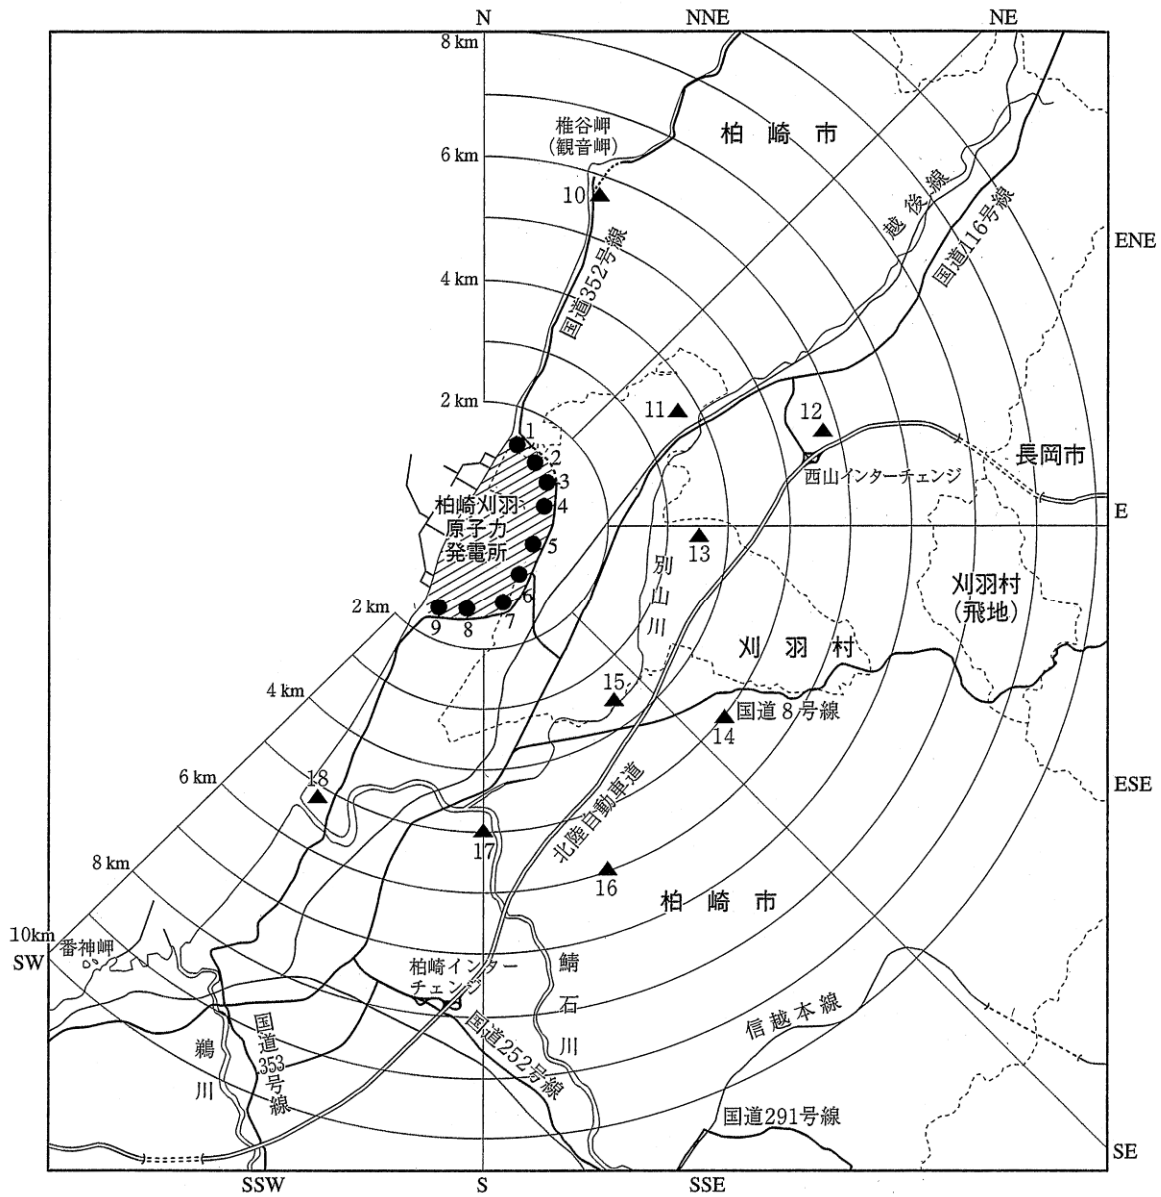 N
NNE
NE
8 km
椎谷岬
(観音岬)
柏崎市
6 km
10
越後線
国道116号線
ENE
国道352号線
4 km
2 km
11
12
1
2
3
4
5
6
7
8
9
柏崎刈羽
原子力
発電所
西山インターチェンジ
長岡市
E
13
別山川
刈羽村
(飛地)
2 km
刈羽村
15
国道8号線
14
4 km
6 km
18
北陸自動車道
ESE
17
16
8 km
柏崎市
10km
SW
番神岬
柏崎インター
チェンジ
鯖石川
信越本線
国道252号線
国道353号線
鵜川
国道291号線
SE
SSW
S
SSE